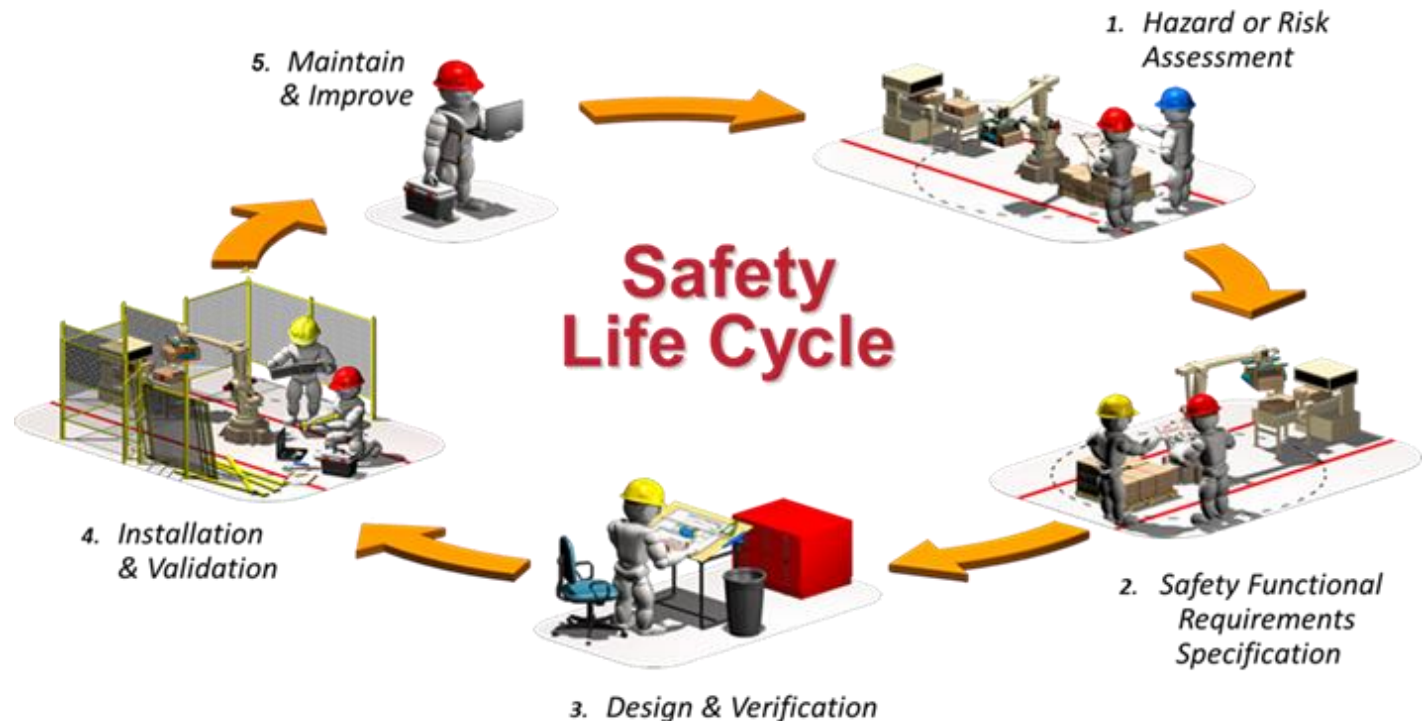 1. Hazard or Risk
Assessment
5. Maintain
& Improve
Safety
Life Cycle
4. Installation
& Validation
2. Safety Functional
Requirements
Specification
3. Design & Verification